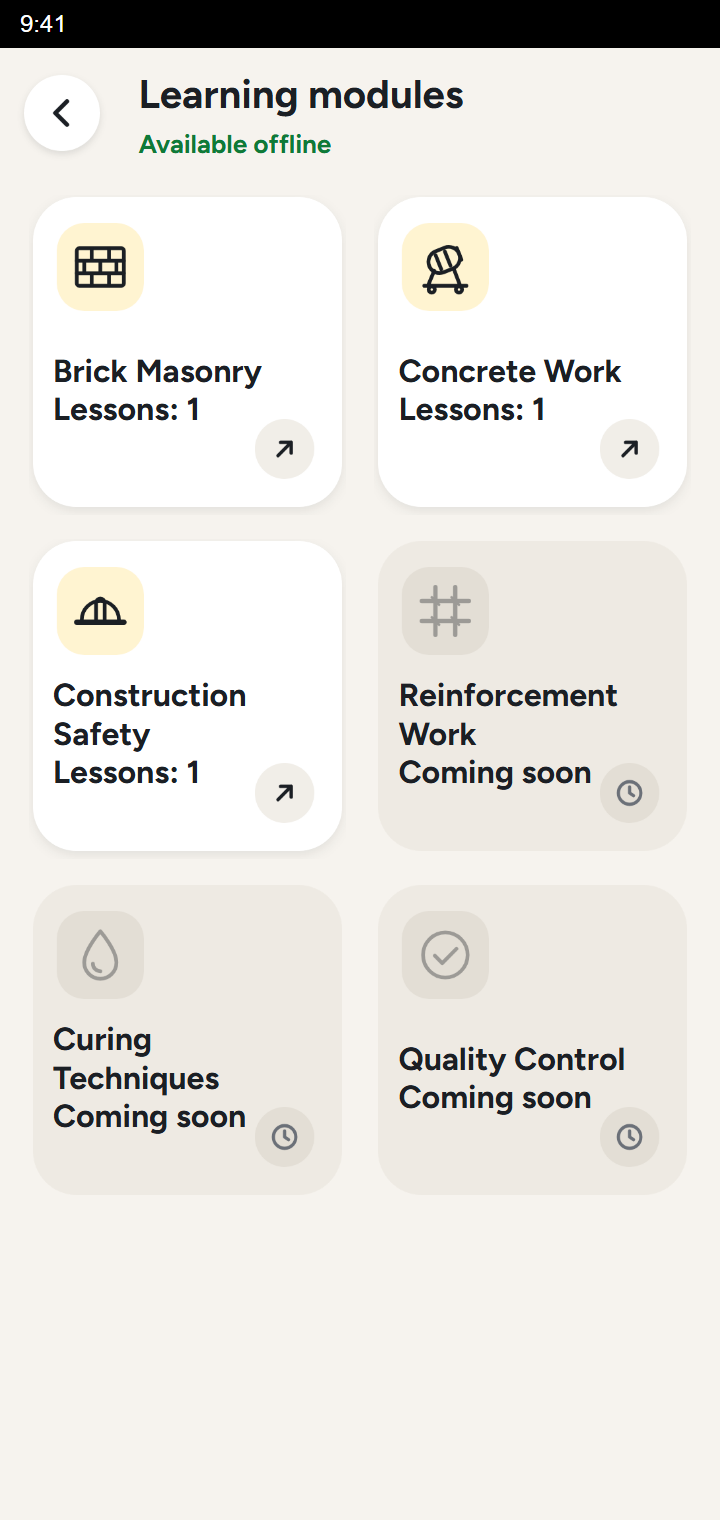 9:41
Learning modules
Available offline
Brick Masonry
Lessons: 1
Concrete Work
Lessons: 1
Construction
Safety
Lessons: 1
Reinforcement
Work
Coming soon
Curing
Techniques
Coming soon
Quality Control
Coming soon